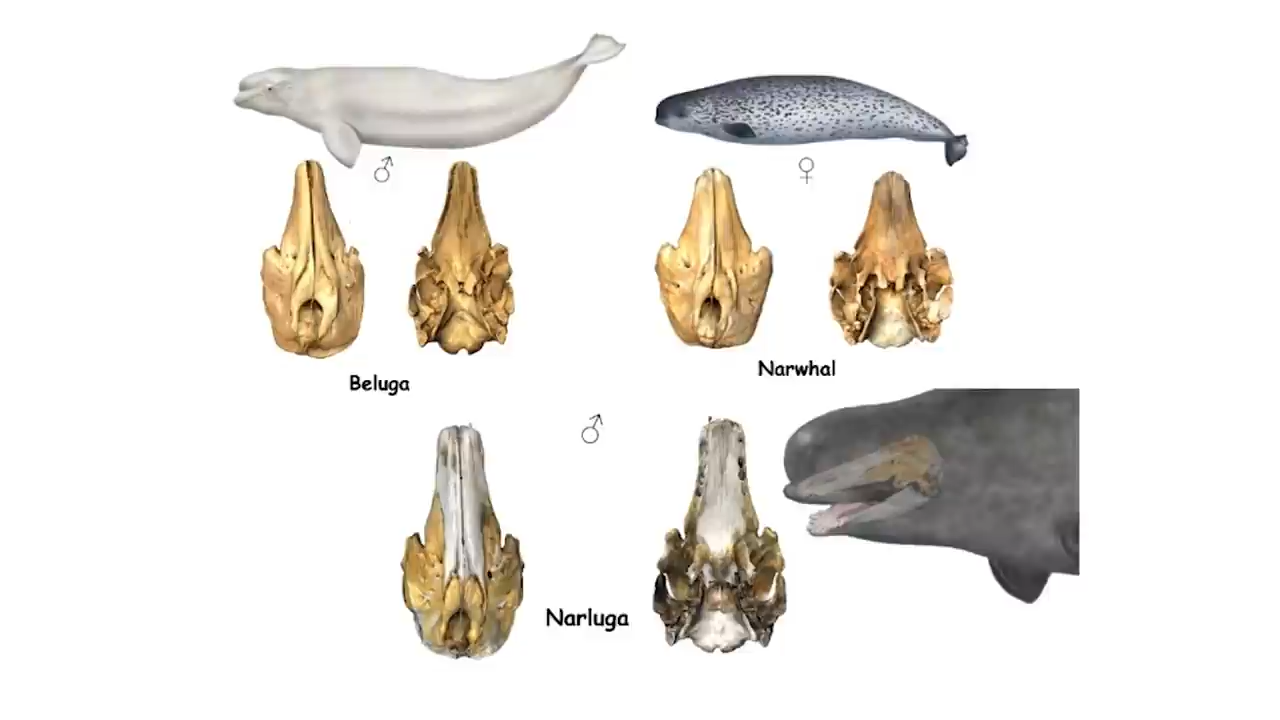 ♂
♀
Beluga
Narwhal
♂
Narluga